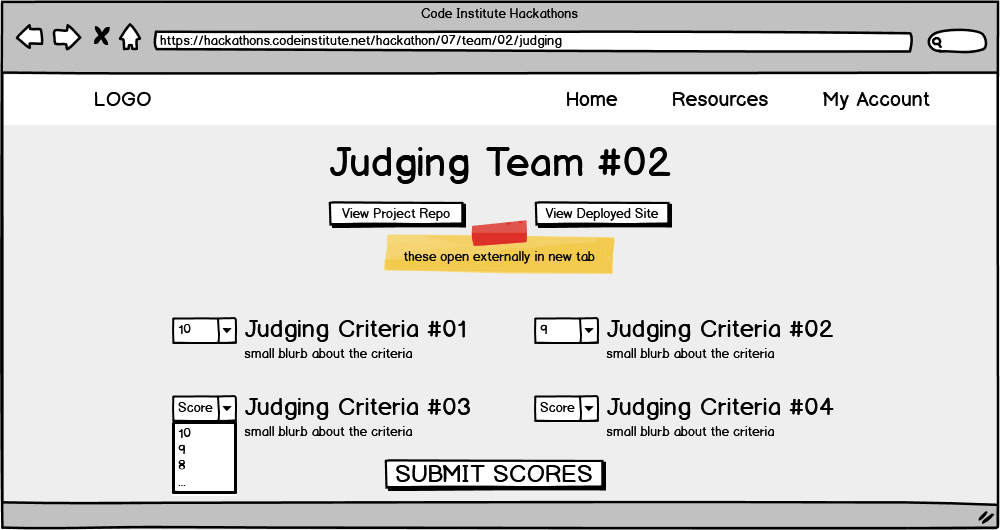 Code Institute Hackathons
https://hackathons.codeinstitute.net/hackathon/07/team/02/judging
LOGO Home Resources My Account
Judging Team #02
View Project Repo View Deployed Site
these open externally in new tab
10 Judging Criteria #01
small blurb about the criteria
9 Judging Criteria #02
small blurb about the criteria
Score Judging Criteria #03
small blurb about the criteria
10
9
8
...
Score Judging Criteria #04
small blurb about the criteria
SUBMIT SCORES